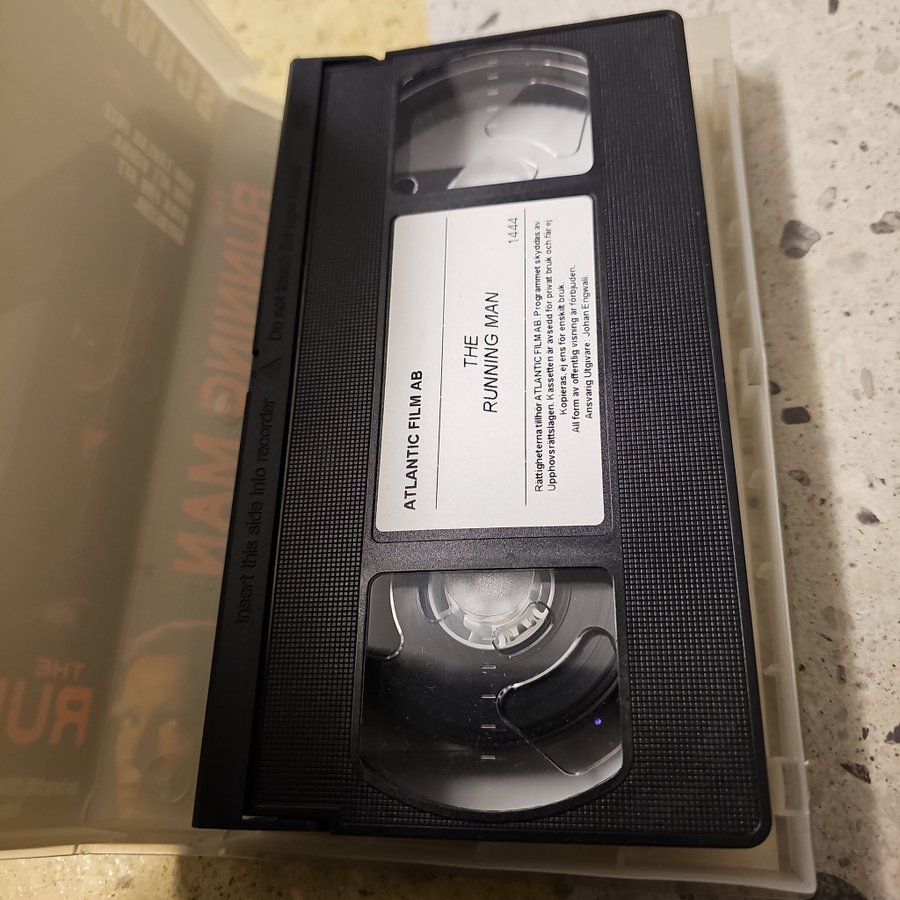 ATLANTIC FILM AB
THE
RUNNING MAN
1444
Rättigheterna tillhör ATLANTIC FILM AB. Programmet skyddas av
Upphovsrättslagen. Kassetten är avsedd för privat bruk och får ej
Kopieras, ej ens för enskilt bruk.
All form av offentlig visning är förbjuden.
Ansvarig Utgivare: Johan Engwall.
Insert this side into recorder
Do not
RUNNING MAN
THE
RU